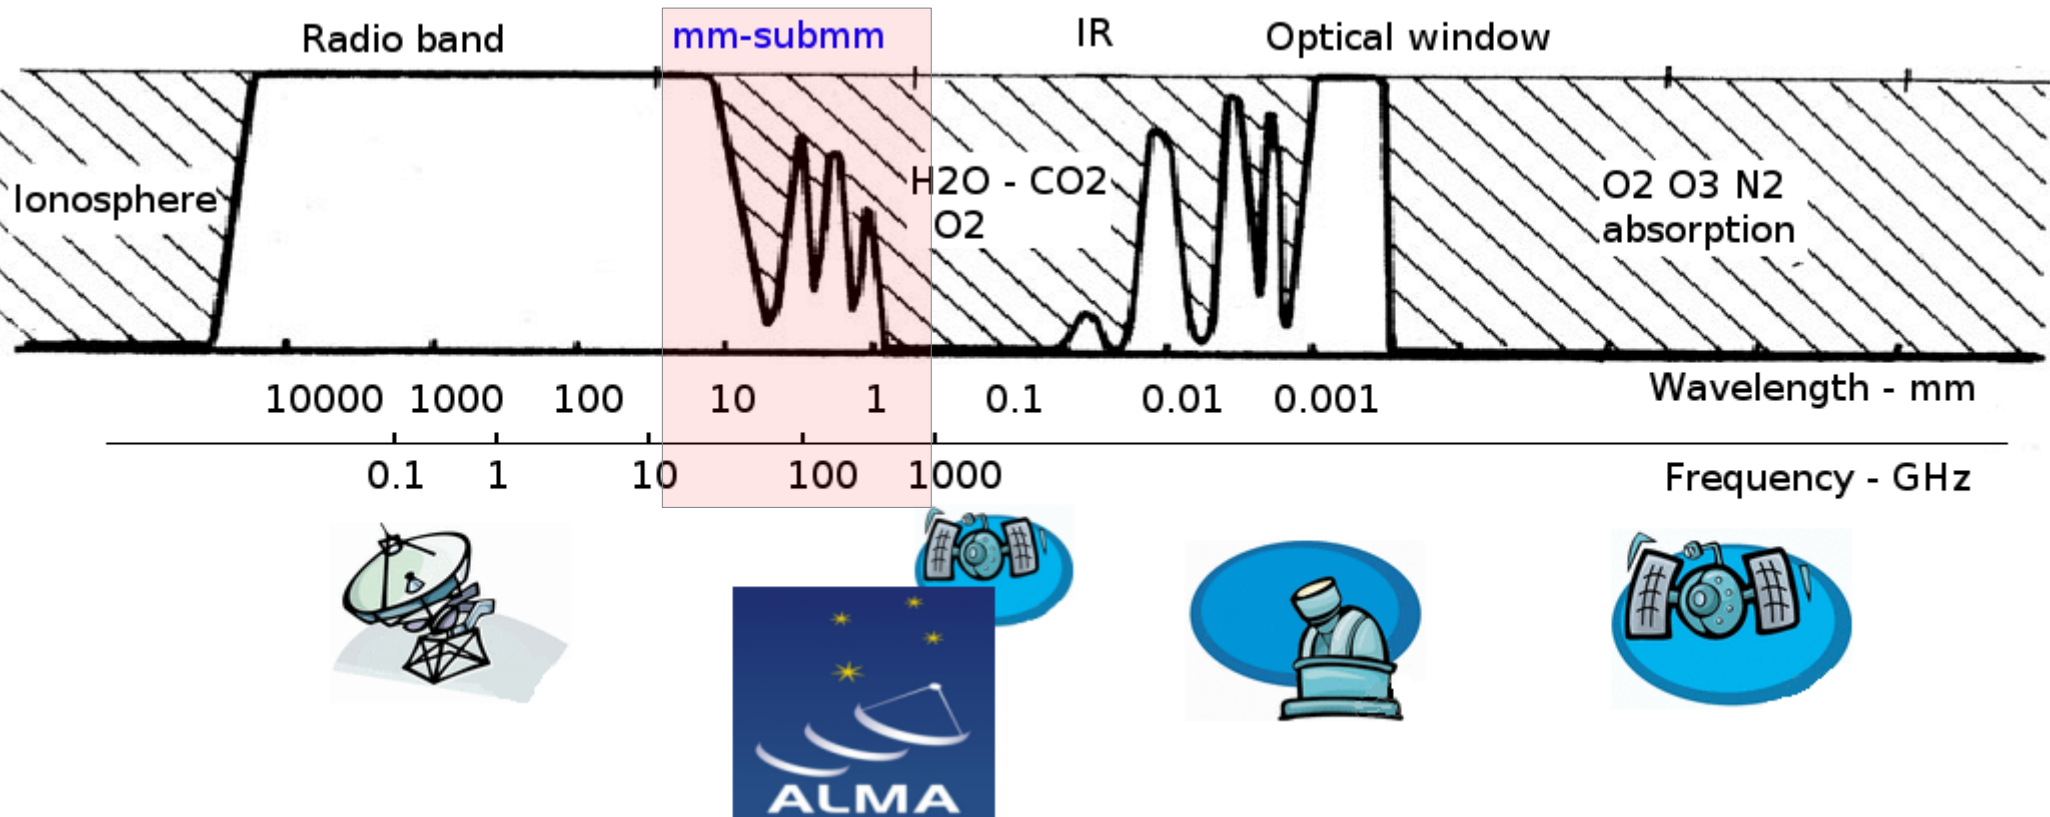 Radio band
mm-submm
IR
Optical window
Ionosphere
H2O - CO2
O2
O2 O3 N2
absorption
10000 1000 100 10 1 0.1 0.01 0.001 Wavelength - mm
0.1 1 10 100 1000 Frequency - GHz
ALMA